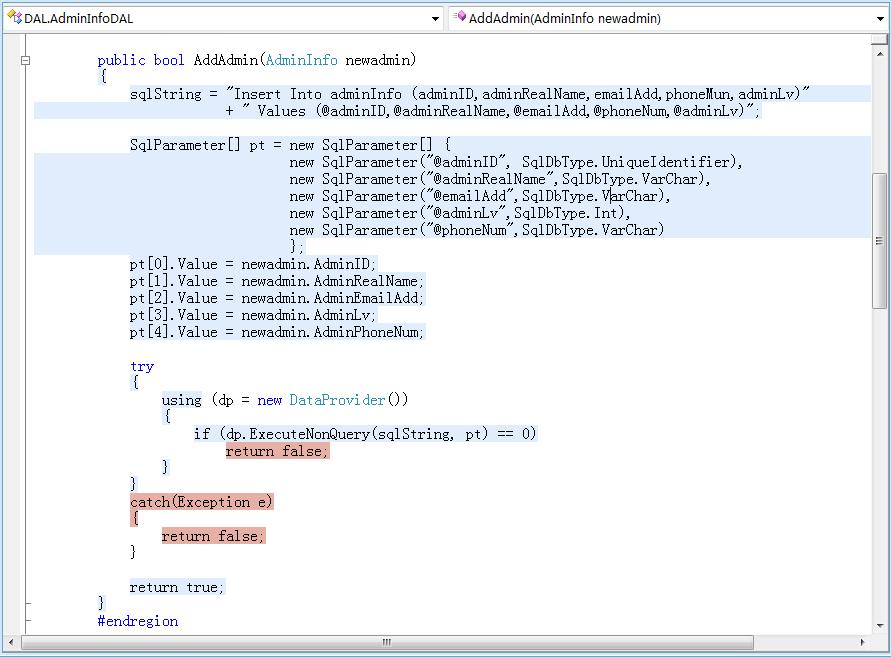 DAL.AdminInfoDAL
AddAdmin(AdminInfo newadmin)
public bool AddAdmin(AdminInfo newadmin)
{
sqlString = "Insert Into adminInfo (adminID,adminRealName,emailAdd,phoneMun,adminLv)"
+ " Values (@adminID,@adminRealName,@emailAdd,@phoneNum,@adminLv)";
SqlParameter[] pt = new SqlParameter[] {
new SqlParameter("@adminID", SqlDbType.UniqueIdentifier),
new SqlParameter("@adminRealName",SqlDbType.VarChar),
new SqlParameter("@emailAdd",SqlDbType.VarChar),
new SqlParameter("@adminLv",SqlDbType.Int),
new SqlParameter("@phoneNum",SqlDbType.VarChar)
};
pt[0].Value = newadmin.AdminID;
pt[1].Value = newadmin.AdminRealName;
pt[2].Value = newadmin.AdminEmailAdd;
pt[3].Value = newadmin.AdminLv;
pt[4].Value = newadmin.AdminPhoneNum;
try
{
using (dp = new DataProvider())
{
if (dp.ExecuteNonQuery(sqlString, pt) == 0)
return false;
}
}
catch(Exception e)
{
return false;
}
return true;
}
#endregion